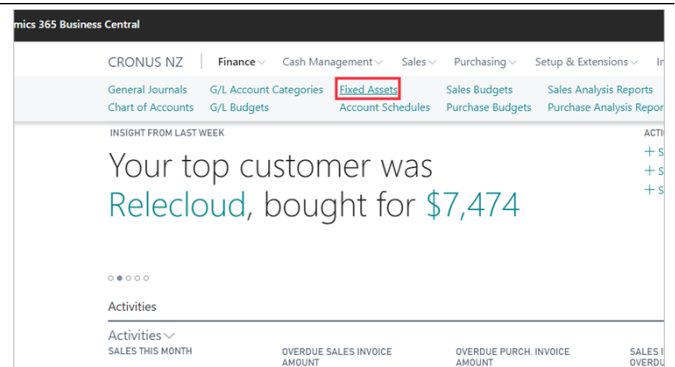 mics 365 Business Central
CRONUS NZ Finance Cash Management Sales Purchasing Setup & Extensions
General Journals G/L Account Categories Fixed Assets Sales Budgets Sales Analysis Reports
Chart of Accounts G/L Budgets Account Schedules Purchase Budgets Purchase Analysis Repor
INSIGHT FROM LAST WEEK ACTI
Your top customer was
Relecloud, bought for $7,474
+ S
+ S
+ S
Activities
Activities
SALES THIS MONTH OVERDUE SALES INVOICE AMOUNT OVERDUE PURCH. INVOICE AMOUNT SALES I OVERDU